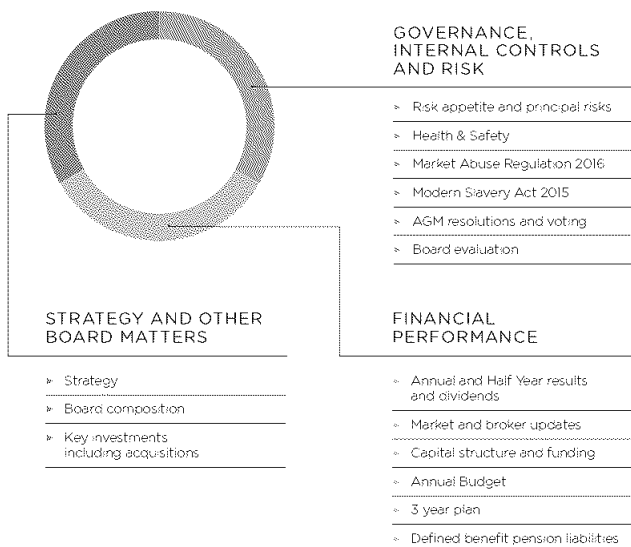 GOVERNANCE,
INTERNAL CONTROLS
AND RISK
Risk appetite and principal risks
Health & Safety
Market Abuse Regulation 2016
Modern Slavery Act 2015
AGM resolutions and voting
Board evaluation
STRATEGY AND OTHER
BOARD MATTERS
Strategy
Board composition
Key investments
including acquisitions
FINANCIAL
PERFORMANCE
Annual and Half Year results
and dividends
Market and broker updates
Capital structure and funding
Annual Budget
3 year plan
Defined benefit pension liabilities